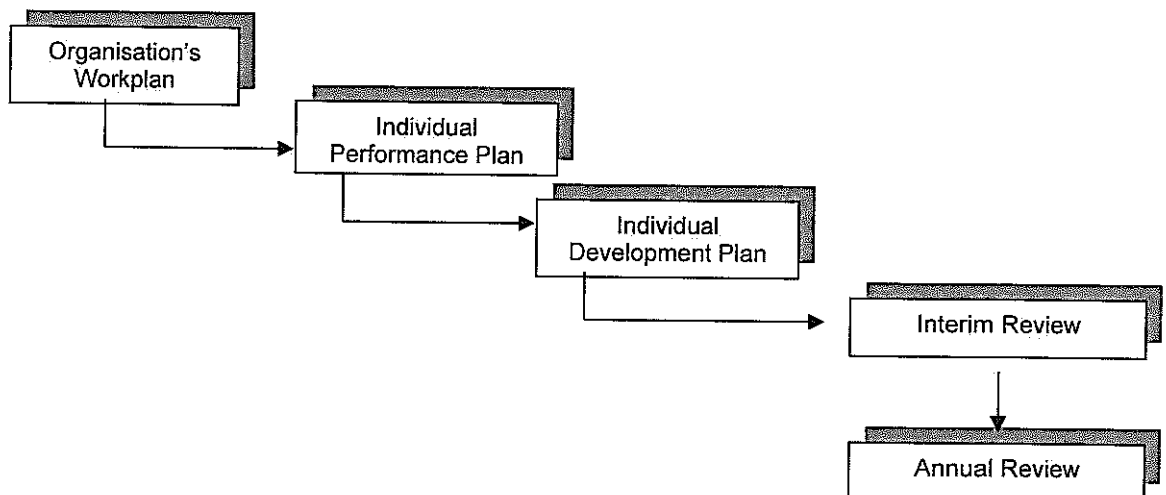 Organisation's
Workplan
Individual
Performance Plan
Individual
Development Plan
Interim Review
Annual Review